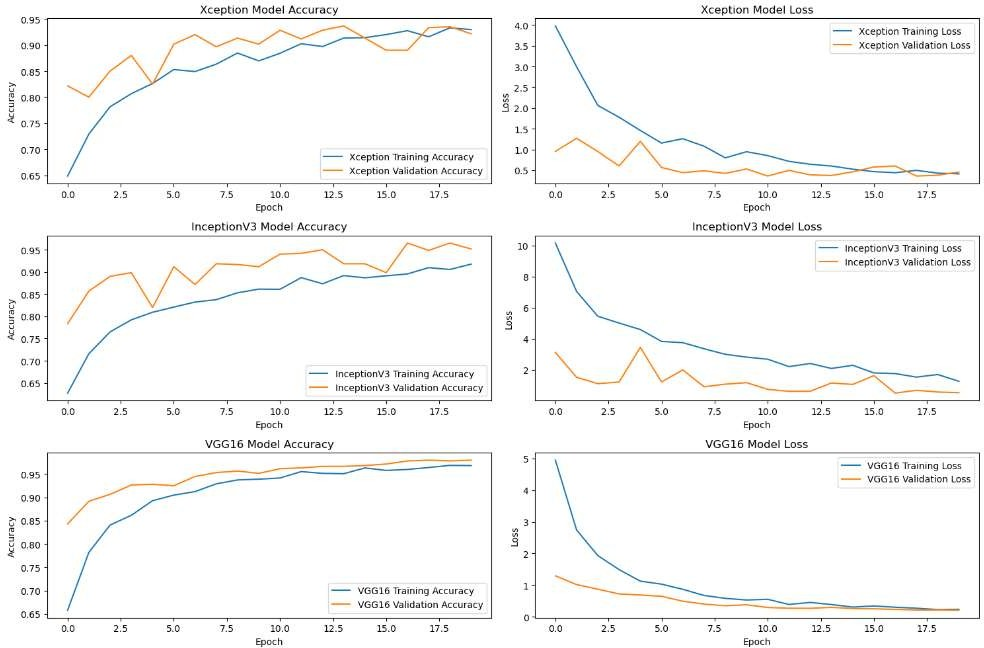 Xception Model Accuracy
0.95
0.90
0.85
0.80
0.75
0.70
0.65
Accuracy
Xception Training Accuracy
Xception Validation Accuracy
0.0 2.5 5.0 7.5 10.0 12.5 15.0 17.5
Epoch
Xception Model Loss
4.0
3.5
3.0
2.5
2.0
1.5
1.0
0.5
Loss
Xception Training Loss
Xception Validation Loss
0.0 2.5 5.0 7.5 10.0 12.5 15.0 17.5
Epoch
InceptionV3 Model Accuracy
0.95
0.90
0.85
0.80
0.75
0.70
0.65
Accuracy
InceptionV3 Training Accuracy
InceptionV3 Validation Accuracy
0.0 2.5 5.0 7.5 10.0 12.5 15.0 17.5
Epoch
InceptionV3 Model Loss
10
8
6
4
2
Loss
InceptionV3 Training Loss
InceptionV3 Validation Loss
0.0 2.5 5.0 7.5 10.0 12.5 15.0 17.5
Epoch
VGG16 Model Accuracy
0.95
0.90
0.85
0.80
0.75
0.70
0.65
Accuracy
VGG16 Training Accuracy
VGG16 Validation Accuracy
0.0 2.5 5.0 7.5 10.0 12.5 15.0 17.5
Epoch
VGG16 Model Loss
5
4
3
2
1
0
Loss
VGG16 Training Loss
VGG16 Validation Loss
0.0 2.5 5.0 7.5 10.0 12.5 15.0 17.5
Epoch